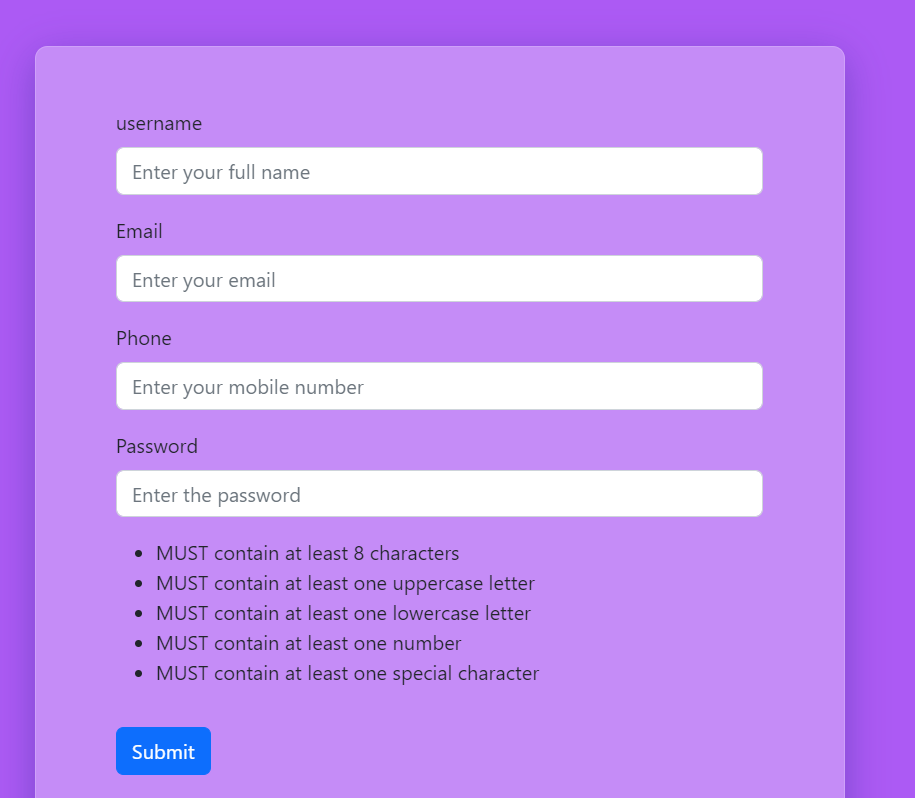 username
Enter your full name
Email
Enter your email
Phone
Enter your mobile number
Password
Enter the password
MUST contain at least 8 characters
MUST contain at least one uppercase letter
MUST contain at least one lowercase letter
MUST contain at least one number
MUST contain at least one special character
Submit